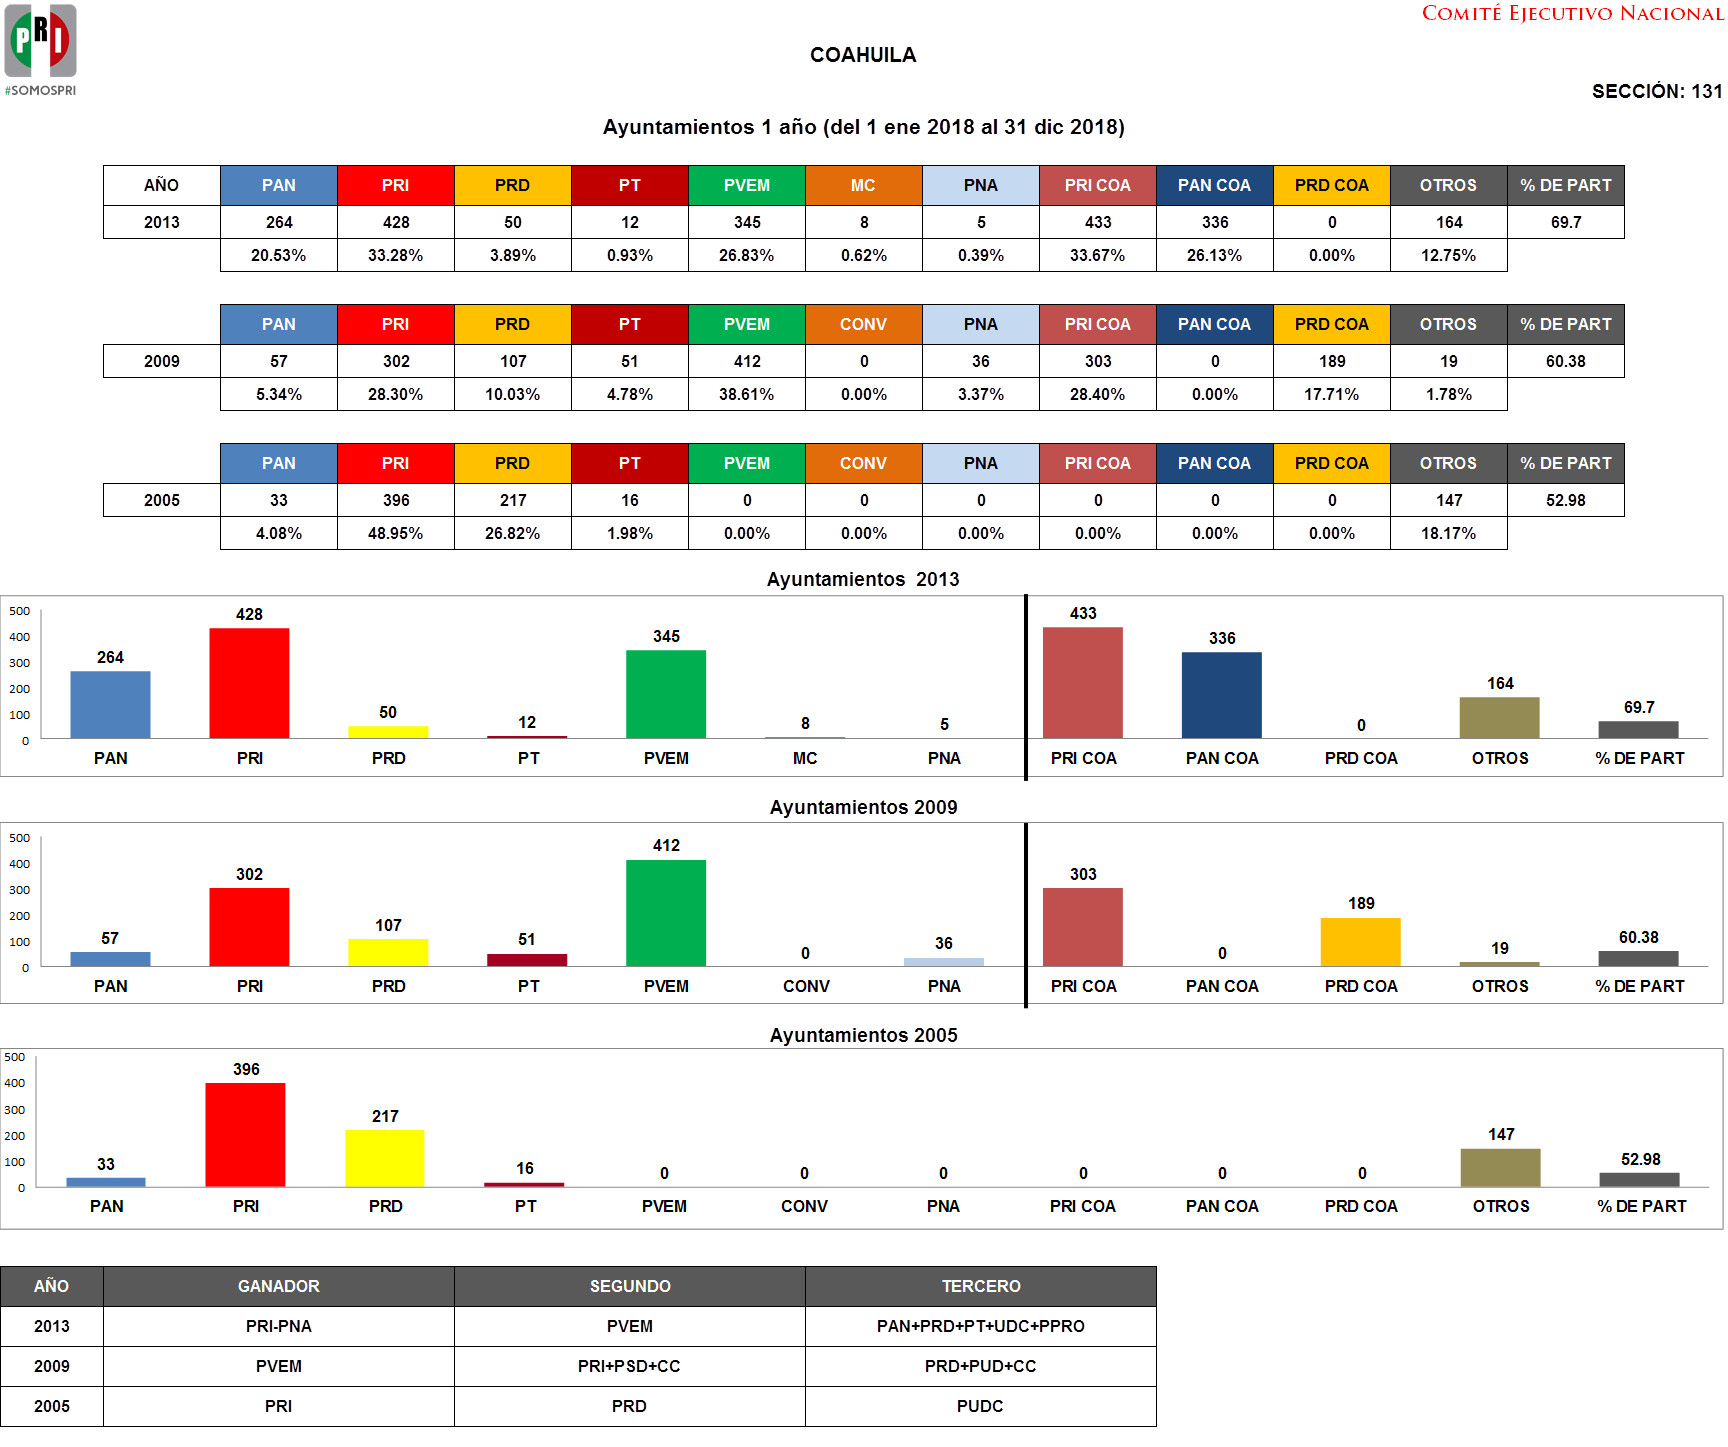 PRI
#SOMOSPRI
COMITÉ EJECUTIVO NACIONAL
COAHUILA
SECCIÓN: 131
Ayuntamientos 1 año (del 1 ene 2018 al 31 dic 2018)
AÑO PAN PRI PRD PT PVEM MC PNA PRI COA PAN COA PRD COA OTROS % DE PART
2013 264 428 50 12 345 8 5 433 336 0 164 69.7
20.53% 33.28% 3.89% 0.93% 26.83% 0.62% 0.39% 33.67% 26.13% 0.00% 12.75%
PAN PRI PRD PT PVEM CONV PNA PRI COA PAN COA PRD COA OTROS % DE PART
2009 57 302 107 51 412 0 36 303 0 189 19 60.38
5.34% 28.30% 10.03% 4.78% 38.61% 0.00% 3.37% 28.40% 0.00% 17.71% 1.78%
PAN PRI PRD PT PVEM CONV PNA PRI COA PAN COA PRD COA OTROS % DE PART
2005 33 396 217 16 0 0 0 0 0 0 147 52.98
4.08% 48.95% 26.82% 1.98% 0.00% 0.00% 0.00% 0.00% 0.00% 0.00% 18.17%
Ayuntamientos 2013
500
400
300
200
100
0
264 428 50 12 345 8 5 433 336 0 164 69.7
PAN PRI PRD PT PVEM MC PNA PRI COA PAN COA PRD COA OTROS % DE PART
Ayuntamientos 2009
500
400
300
200
100
0
57 302 107 51 412 0 36 303 0 189 19 60.38
PAN PRI PRD PT PVEM CONV PNA PRI COA PAN COA PRD COA OTROS % DE PART
Ayuntamientos 2005
500
400
300
200
100
0
33 396 217 16 0 0 0 0 0 0 147 52.98
PAN PRI PRD PT PVEM CONV PNA PRI COA PAN COA PRD COA OTROS % DE PART
AÑO GANADOR SEGUNDO TERCERO
2013 PRI-PNA PVEM PAN+PRD+PT+UDC+PPRO
2009 PVEM PRI+PSD+CC PRD+PUD+CC
2005 PRI PRD PUDC